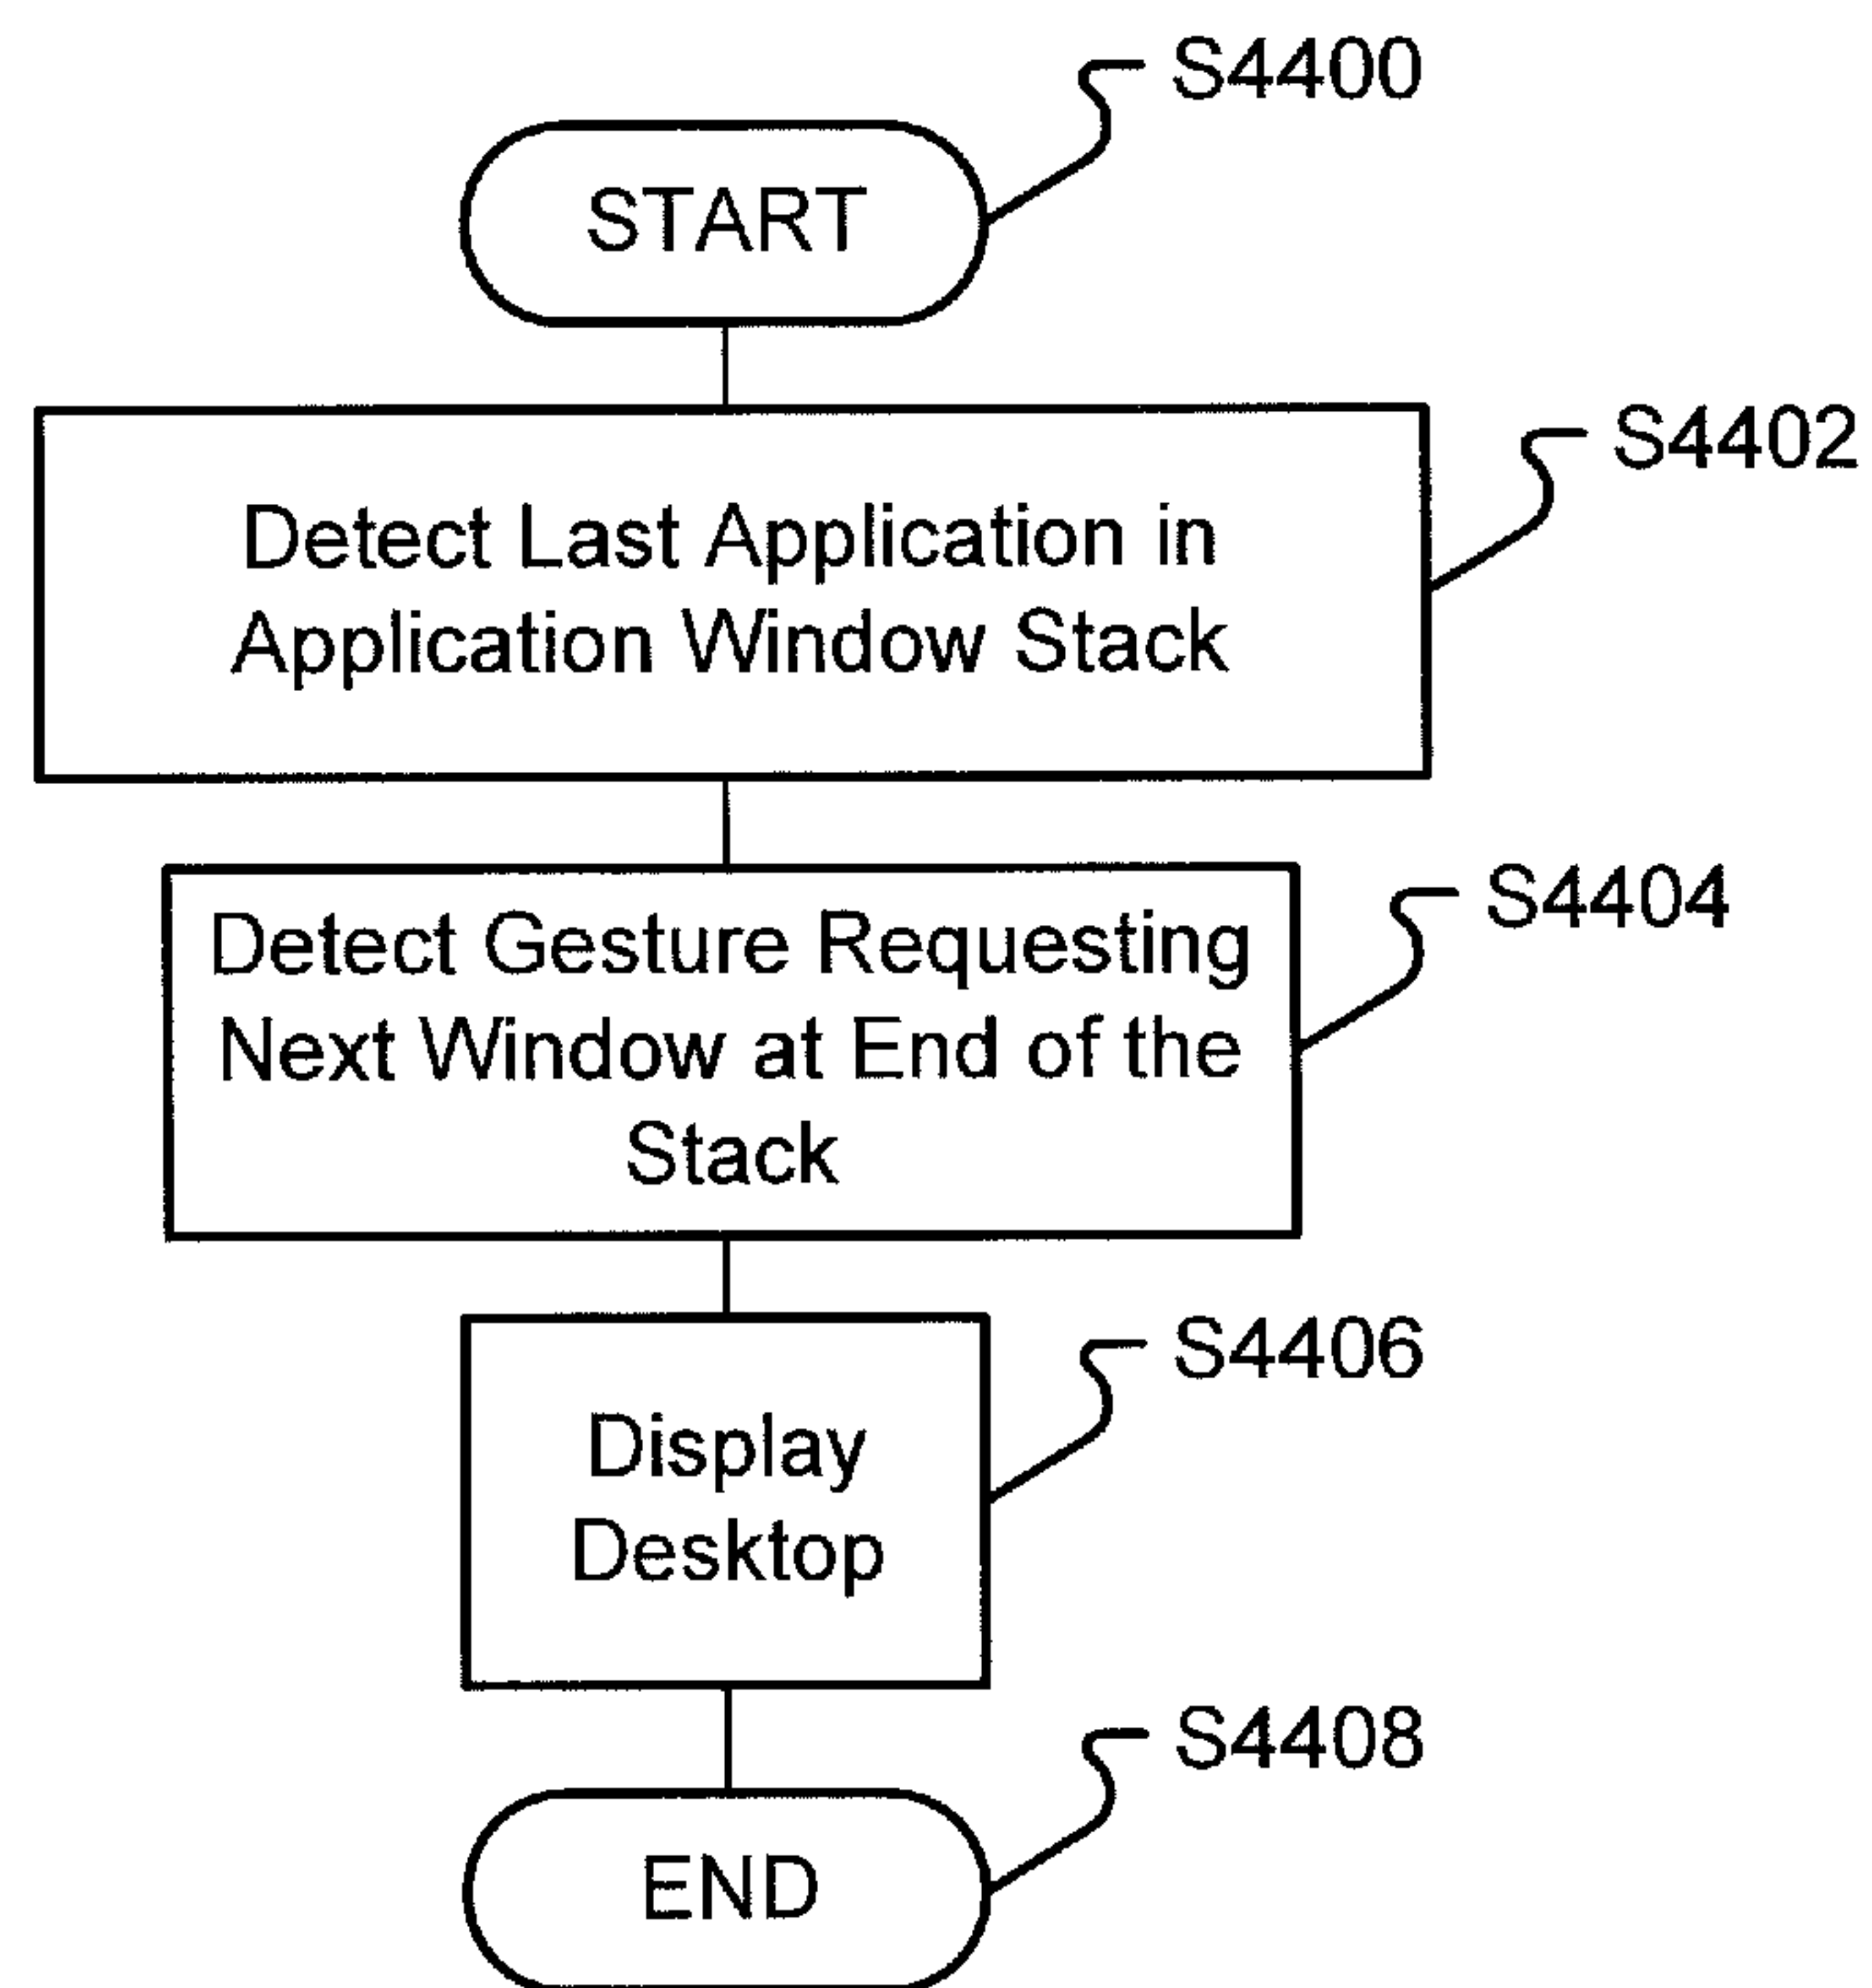 S4400
START
S4402
Detect Last Application in
Application Window Stack
S4404
Detect Gesture Requesting
Next Window at End of the
Stack
S4406
Display
Desktop
S4408
END